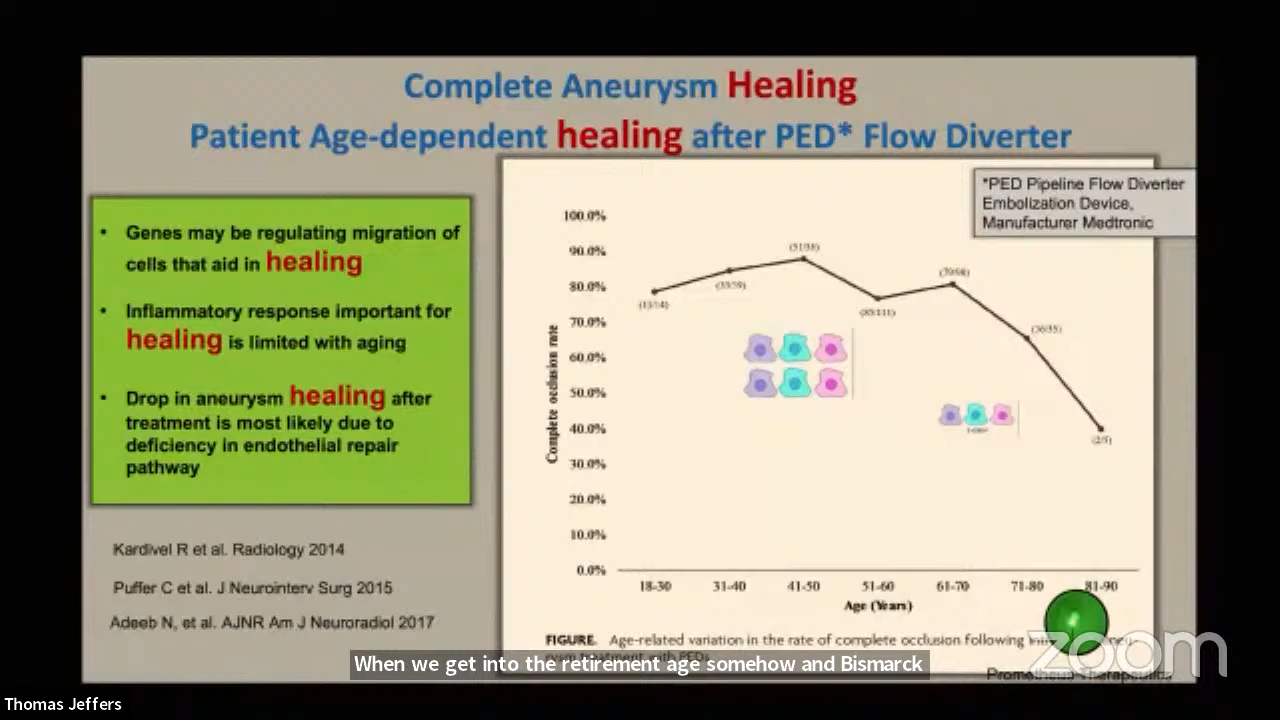 Complete Aneurysm Healing
Patient Age-dependent healing after PED* Flow Diverter
*PED Pipeline Flow Diverter
Embolization Device,
Manufacturer Medtronic
• Genes may be regulating migration of
cells that aid in healing
• Inflammatory response important for
healing is limited with aging
• Drop in aneurysm healing after
treatment is most likely due to
deficiency in endothelial repair
pathway
Kardivel R et al. Radiology 2014
Puffer C et al. J Neurointerv Surg 2015
Adeeb N, et al. AJNR Am J Neuroradiol 2017
Complete occlusion rate
100.0%
90.0%
80.0%
70.0%
60.0%
50.0%
40.0%
30.0%
20.0%
10.0%
0.0%
(85/111)
(2/5)
18-30 31-40 41-50 51-60 61-70 71-80 81-90
Age (Years)
FIGURE. Age-related variation in the rate of complete occlusion following
with PEDs
When we get into the retirement age somehow and Bismarck
Prometheus Therapeutics
zoom
Thomas Jeffers